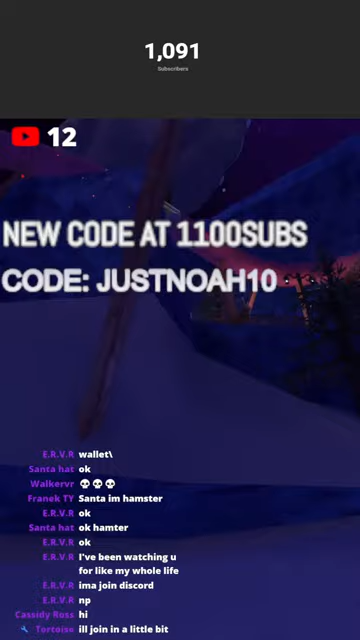 1,091
Subscribers
12
NEW CODE AT 1100SUBS
CODE: JUSTNOAH10
E.R.V.R wallet\
Santa hat ok
Walkervr 💀💀💀
Franek TY Santa im hamster
E.R.V.R ok
Santa hat ok hamter
E.R.V.R ok
E.R.V.R I've been watching u
for like my whole life
E.R.V.R ima join discord
E.R.V.R np
Cassidy Ross hi
Tortoise ill join in a little bit